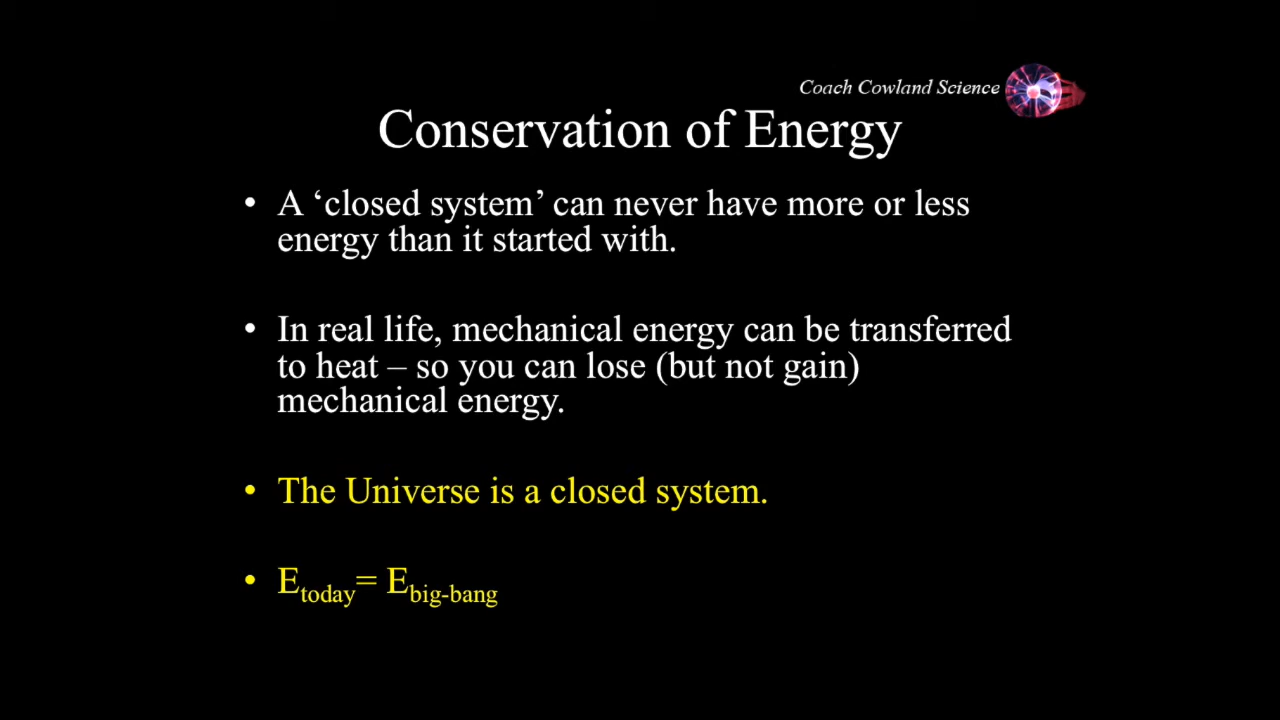 Coach Cowland Science
Conservation of Energy
• A ‘closed system’ can never have more or less
energy than it started with.
• In real life, mechanical energy can be transferred
to heat – so you can lose (but not gain)
mechanical energy.
• The Universe is a closed system.
• Etoday= Ebig-bang